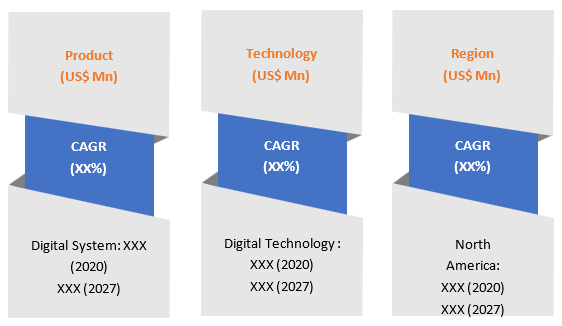 Product
(US$ Mn)
CAGR
(XX%)
Digital System: XXX
(2020)
XXX (2027)
Technology
(US$ Mn)
CAGR
(XX%)
Digital Technology :
XXX (2020)
XXX (2027)
Region
(US$ Mn)
CAGR
(XX%)
North
America:
XXX (2020)
XXX (2027)